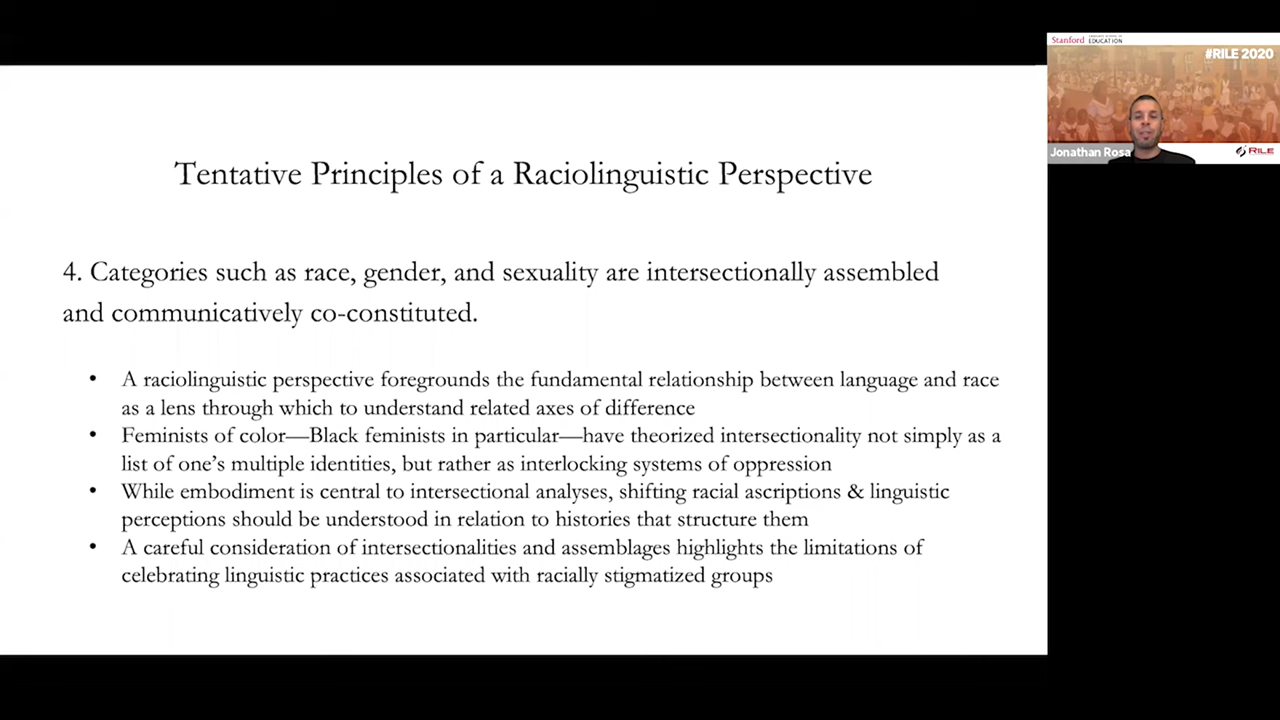 Stanford GRADUATE SCHOOL OF EDUCATION
#RILE 2020
Jonathan Rosa
RILE
Tentative Principles of a Raciolinguistic Perspective
4. Categories such as race, gender, and sexuality are intersectionally assembled
and communicatively co-constituted.
• A raciolinguistic perspective foregrounds the fundamental relationship between language and race
as a lens through which to understand related axes of difference
• Feminists of color—Black feminists in particular—have theorized intersectionality not simply as a
list of one’s multiple identities, but rather as interlocking systems of oppression
• While embodiment is central to intersectional analyses, shifting racial ascriptions & linguistic
perceptions should be understood in relation to histories that structure them
• A careful consideration of intersectionalities and assemblages highlights the limitations of
celebrating linguistic practices associated with racially stigmatized groups